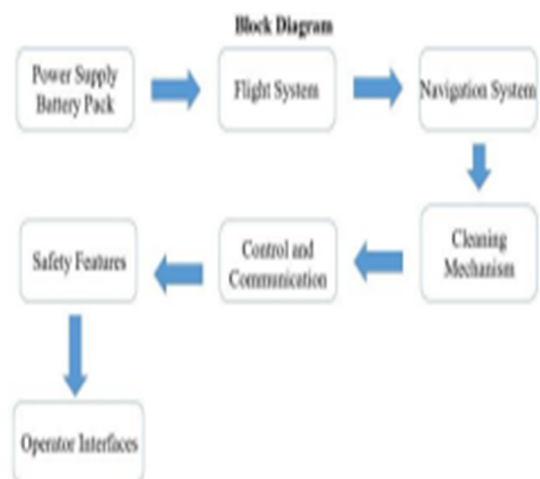 Block Diagram
Power Supply
Battery Pack
Flight System
Navigation System
Cleaning
Mechanism
Control and
Communication
Safety Features
Operator Interfaces